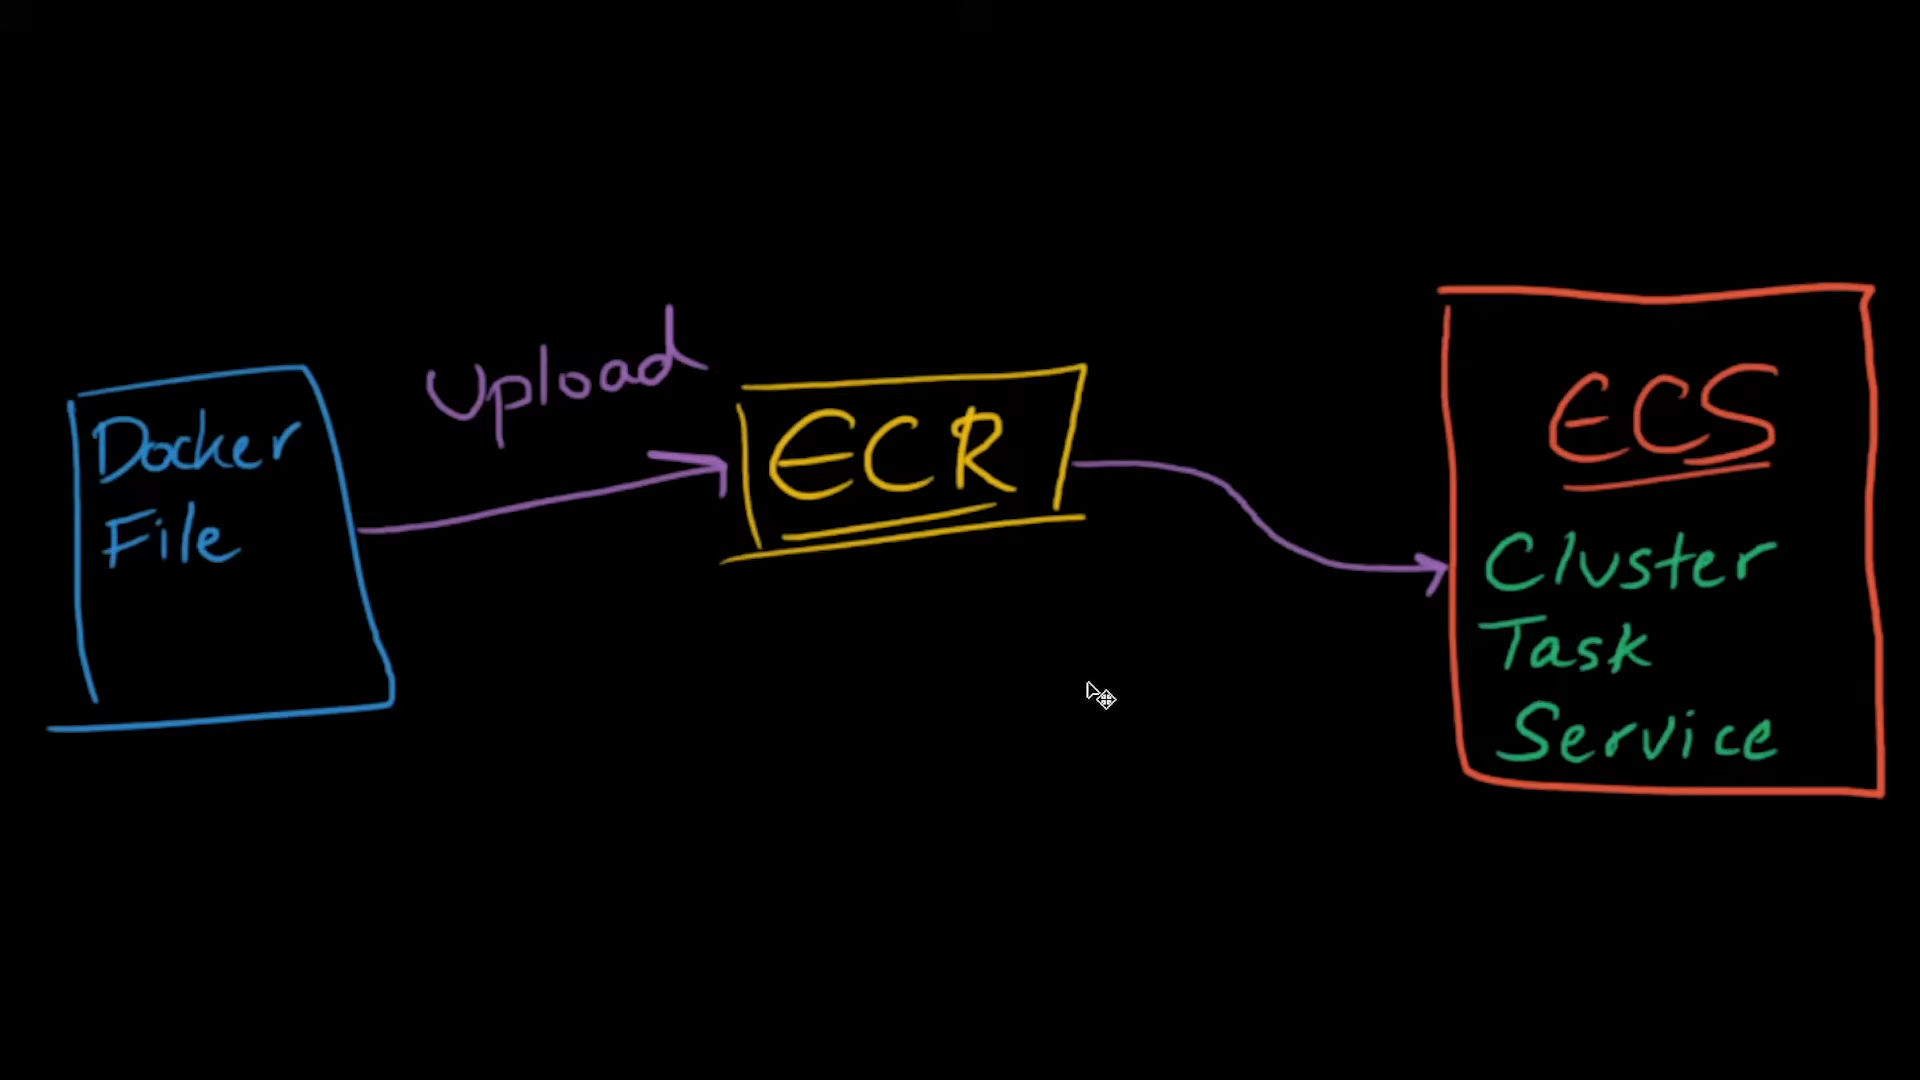 Docker
File
Upload
ECR
ECS
Cluster
Task
Service